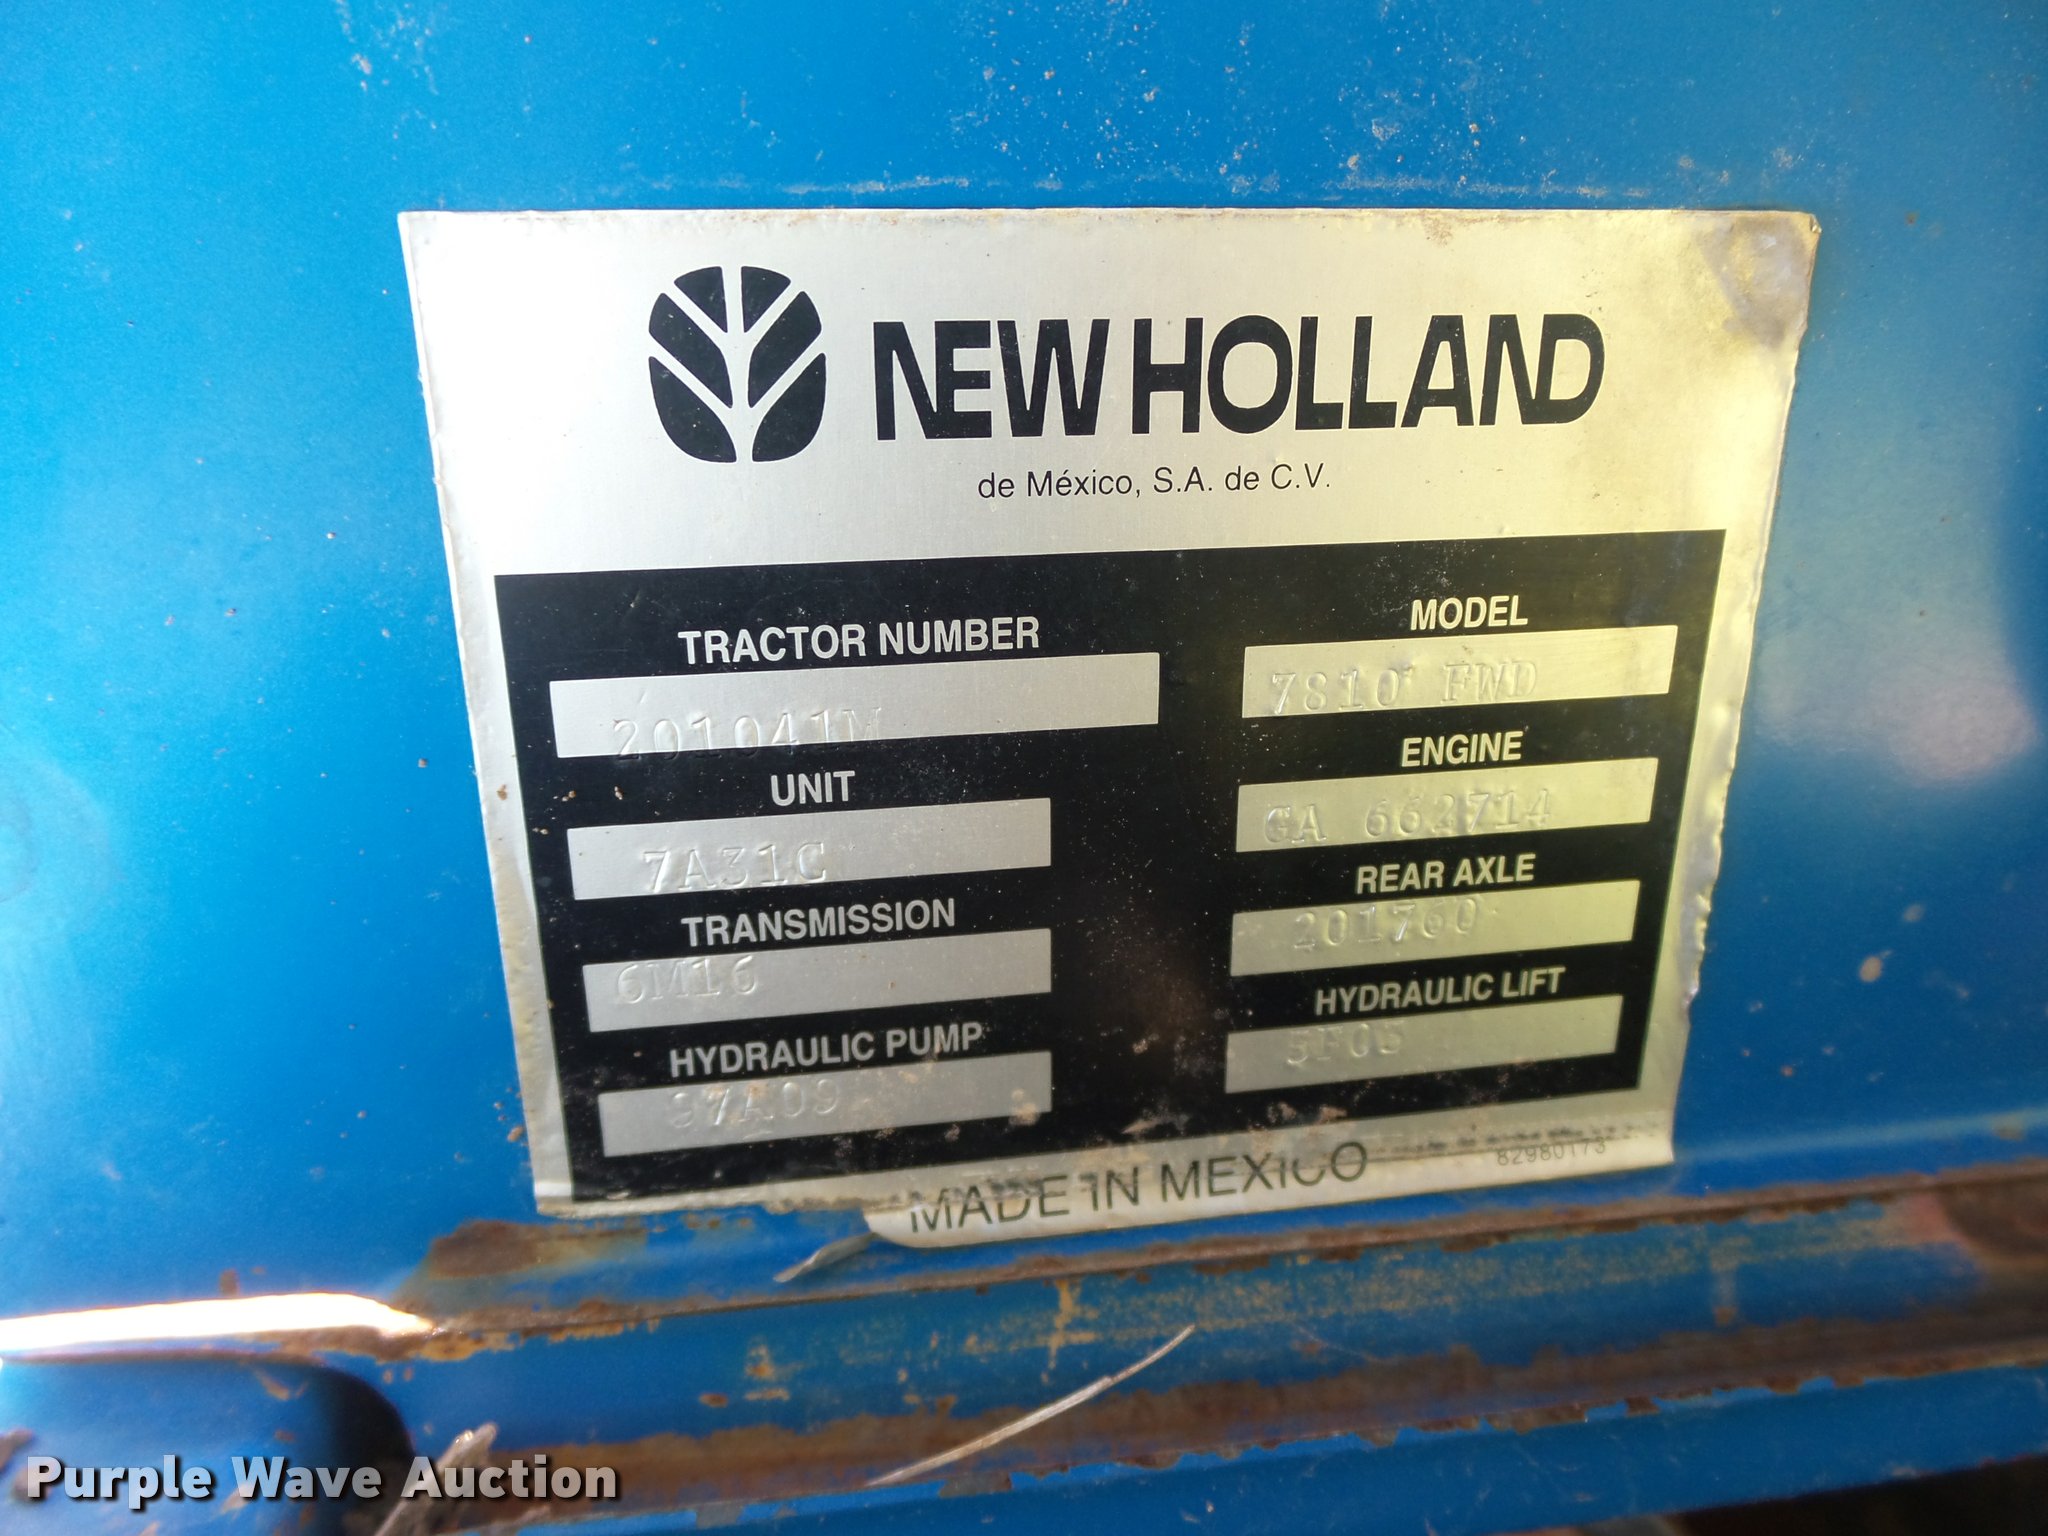 NEW HOLLAND
de México, S.A. de C.V.
TRACTOR NUMBER
201041M
UNIT
7A31C
TRANSMISSION
6M16
HYDRAULIC PUMP
97A09
MODEL
7810 FWD
ENGINE
GA 662714
REAR AXLE
201760
HYDRAULIC LIFT
5F05
MADE IN MEXICO
82980173
Purple Wave Auction